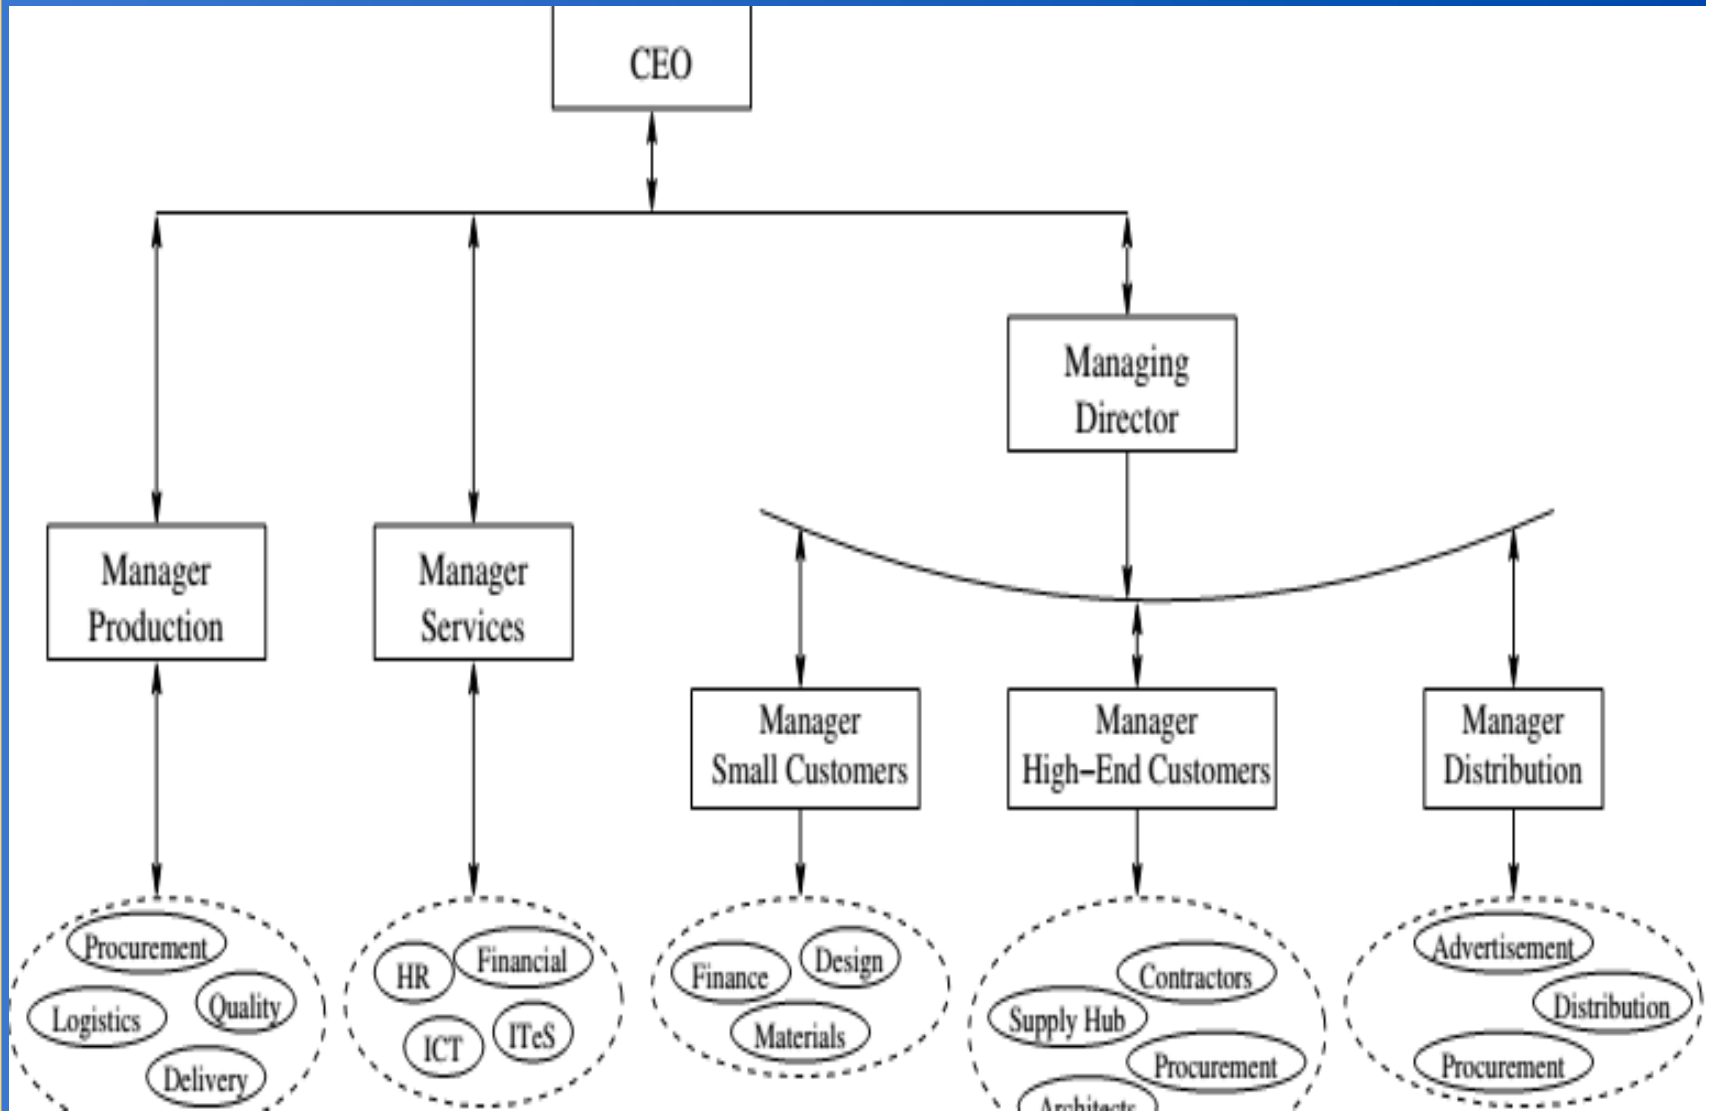 CEO
Managing
Director
Manager
Production
Manager
Services
Manager
Small Customers
Manager
High-End Customers
Manager
Distribution
Procurement
Logistics
Quality
Delivery
HR
Financial
ICT
ITeS
Finance
Design
Materials
Contractors
Supply Hub
Procurement
Architects
Advertisement
Distribution
Procurement